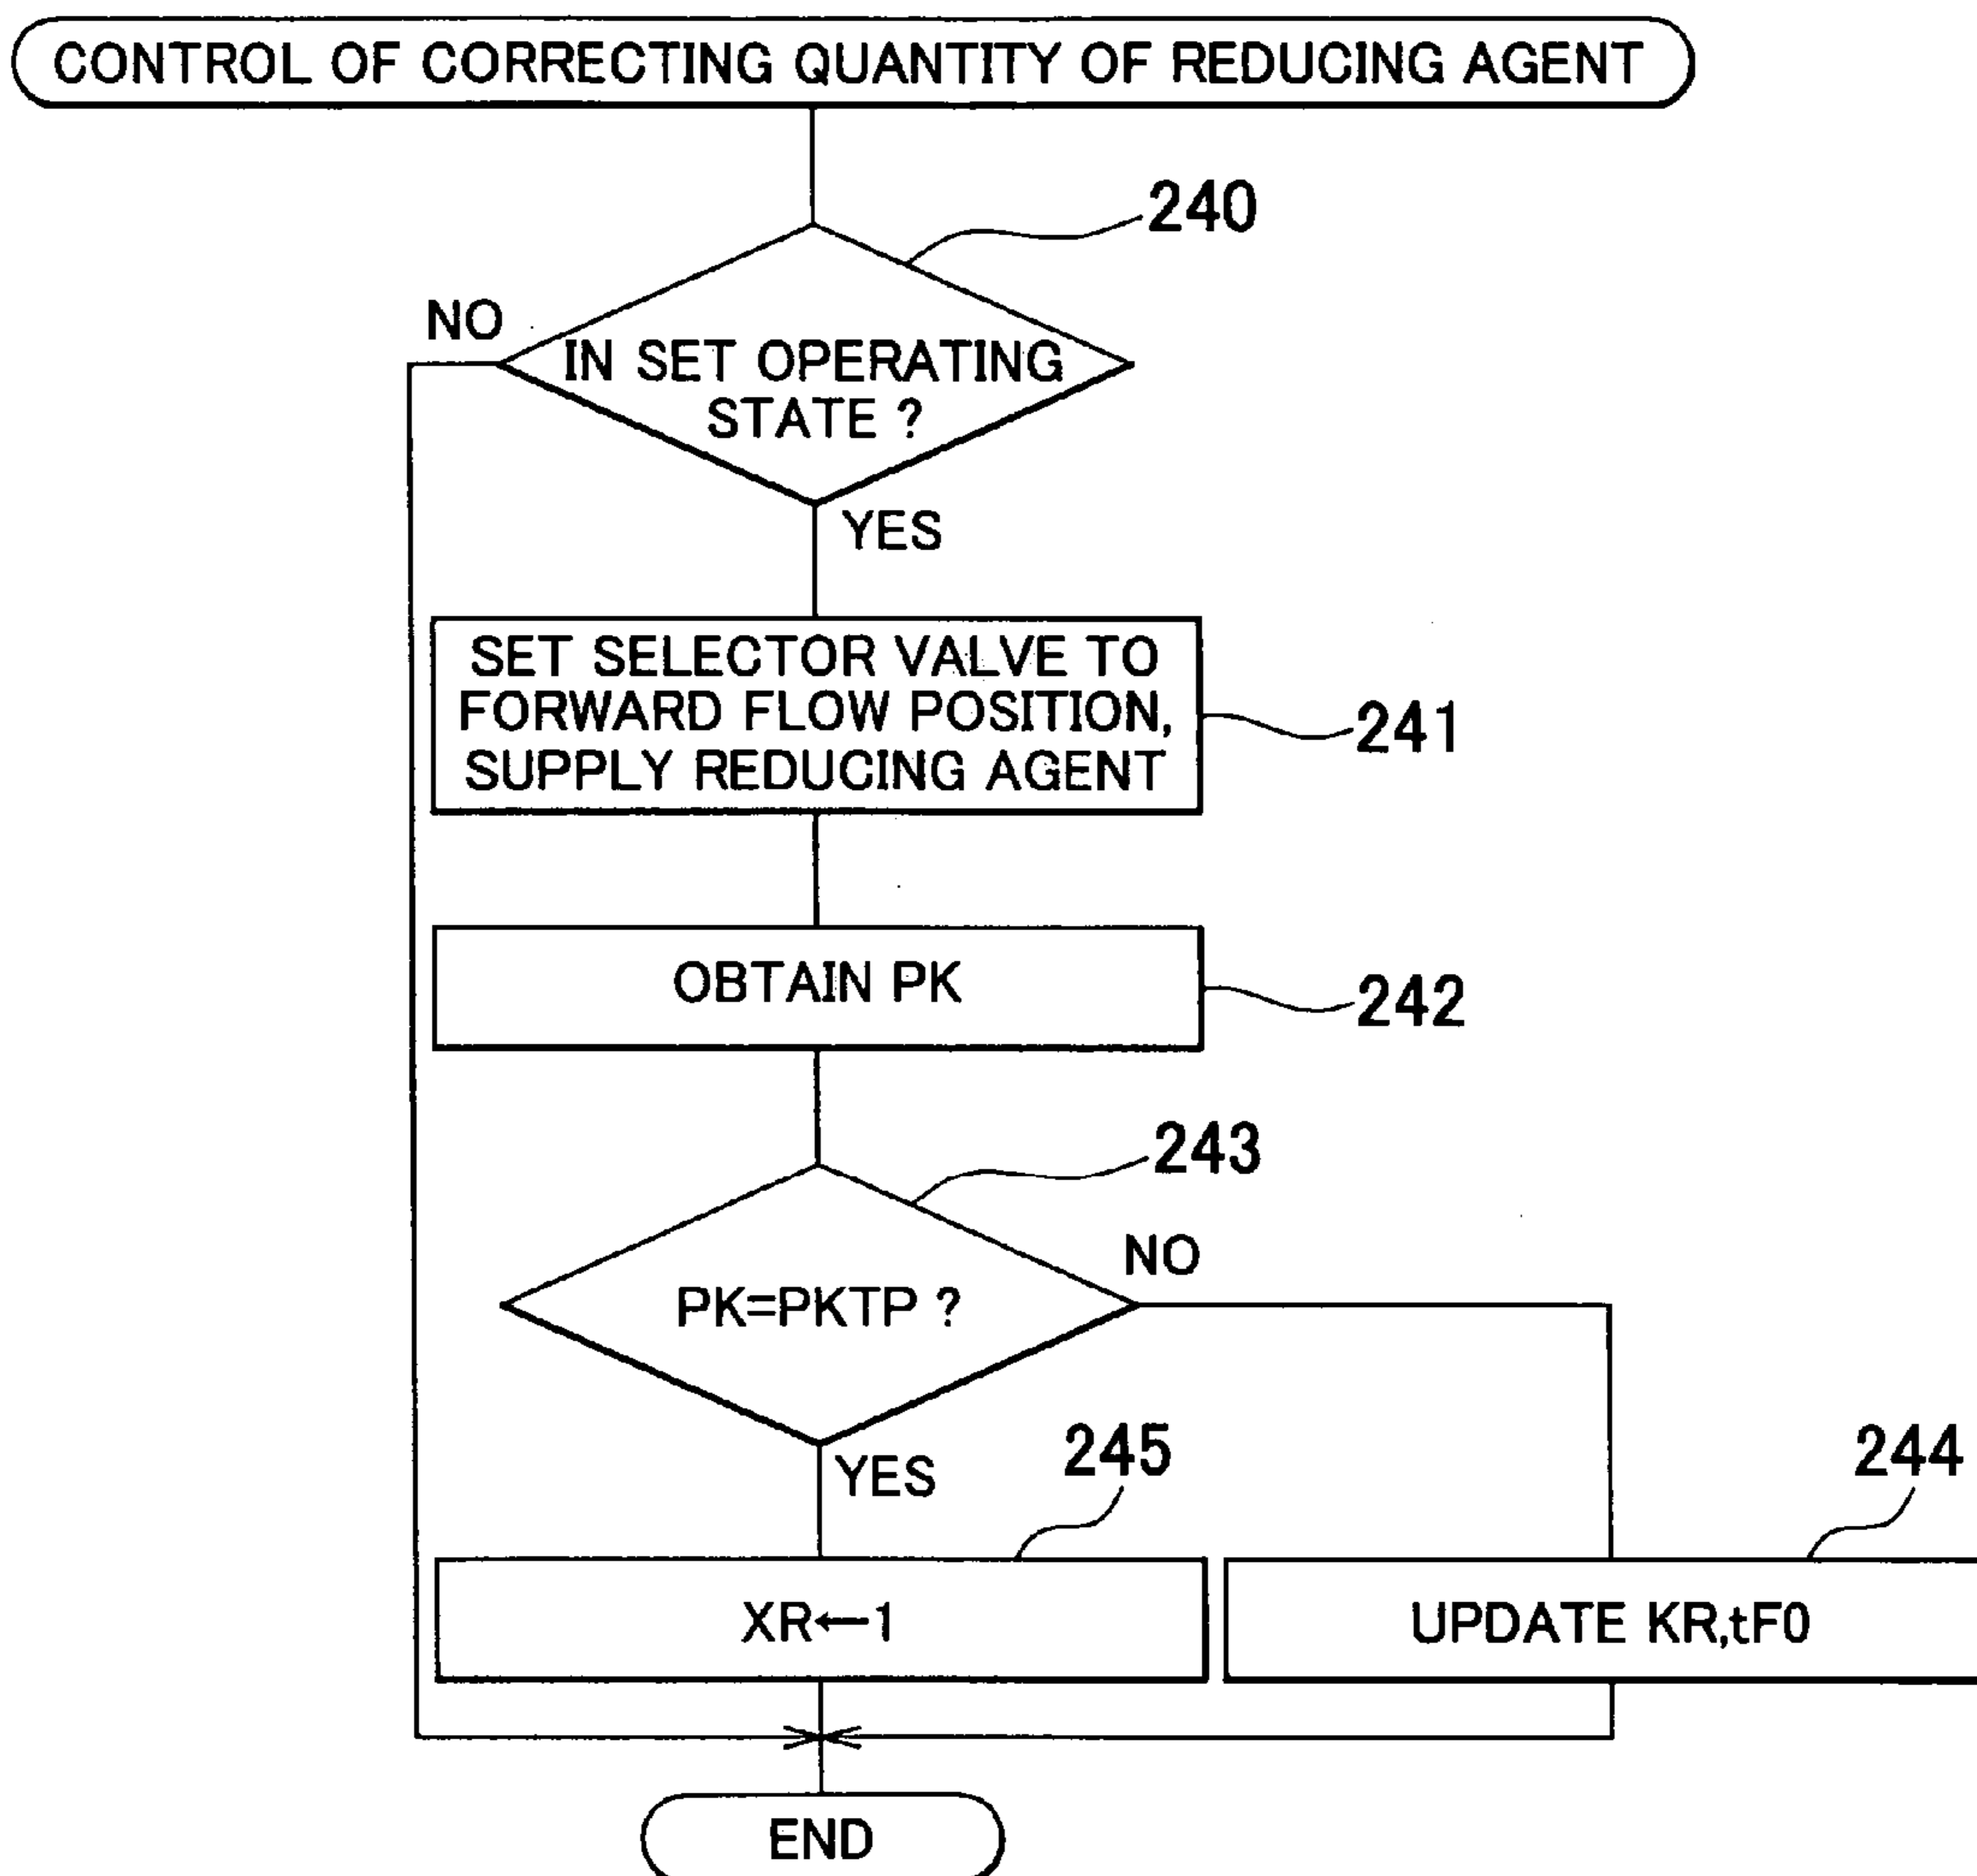 CONTROL OF CORRECTING QUANTITY OF REDUCING AGENT
240
NO
IN SET OPERATING
STATE ?
YES
SET SELECTOR VALVE TO
FORWARD FLOW POSITION,
SUPPLY REDUCING AGENT
241
OBTAIN PK
242
243
NO
PK=PKTP ?
YES
245
244
XR←1
UPDATE KR,tF0
END